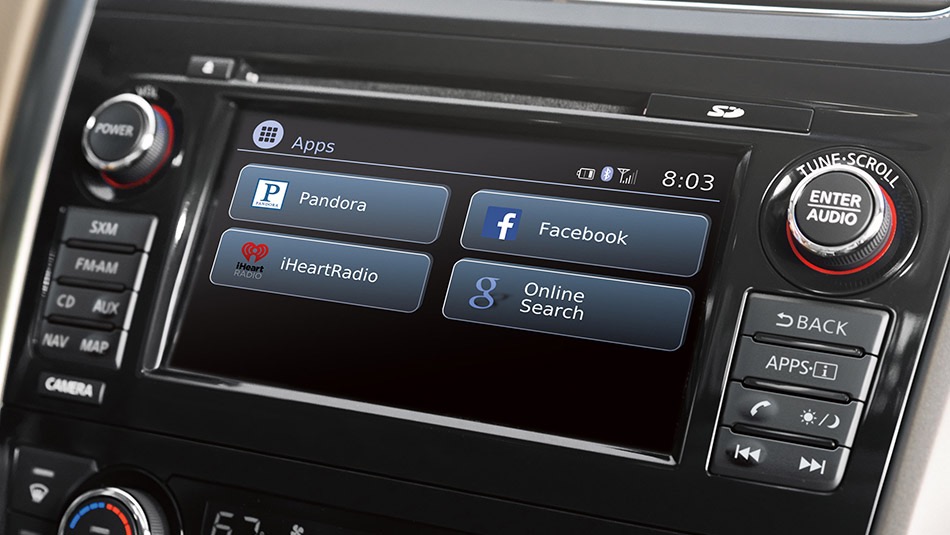 VOL
POWER
SXM
FM·AM
CD AUX
NAV MAP
CAMERA
Apps
8:03
P
PANDORA
Pandora
f
Facebook
iHeart
RADIO
iHeartRadio
g
Online
Search
SD
TUNE·SCROLL
ENTER
AUDIO
BACK
APPS·i
67